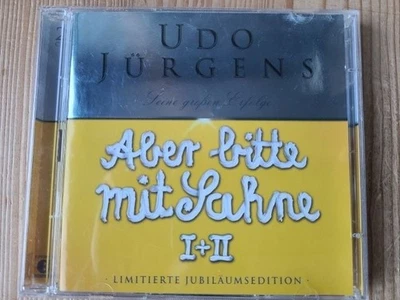 UDO
JÜRGENS
Seine großen Erfolge
Aber bitte
mit Sahne
I+II
· LIMITIERTE JUBILÄUMSEDITION ·